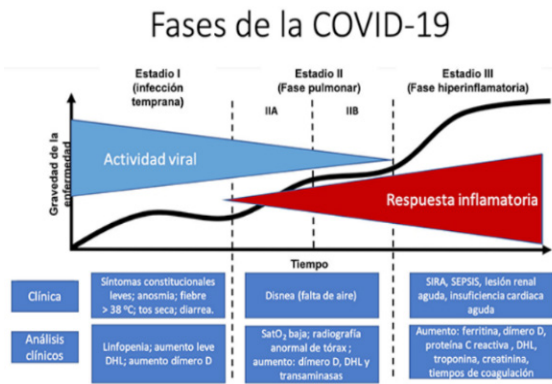 Fases de la COVID-19
Estadio I
(infección
temprana)
Estadio II
(Fase pulmonar)
IIA
IIB
Estadio III
(Fase hiperinflamatoria)
Gravedad de la
enfermedad
Actividad viral
Respuesta inflamatoria
Tiempo
Clínica
Síntomas constitucionales
leves; anosmia; fiebre
> 38 ºC; tos seca; diarrea.
Disnea (falta de aire)
SIRA, SEPSIS, lesión renal
aguda, insuficiencia cardiaca
aguda
Análisis
clínicos
Linfopenia; aumento leve
DHL; aumento dímero D
SatO₂ baja; radiografía
anormal de tórax;
aumento: dímero D, DHL y
transaminasas
Aumento: ferritina, dímero D,
proteína C reactiva , DHL,
troponina, creatinina,
tiempos de coagulación